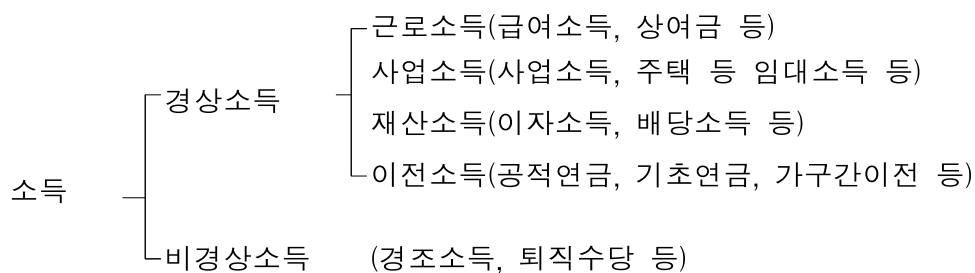 근로소득(급여소득, 상여금 등)
사업소득(사업소득, 주택 등 임대소득 등)
경상소득
재산소득(이자소득, 배당소득 등)
이전소득(공적연금, 기초연금, 가구간이전 등)
소득
비경상소득 (경조소득, 퇴직수당 등)